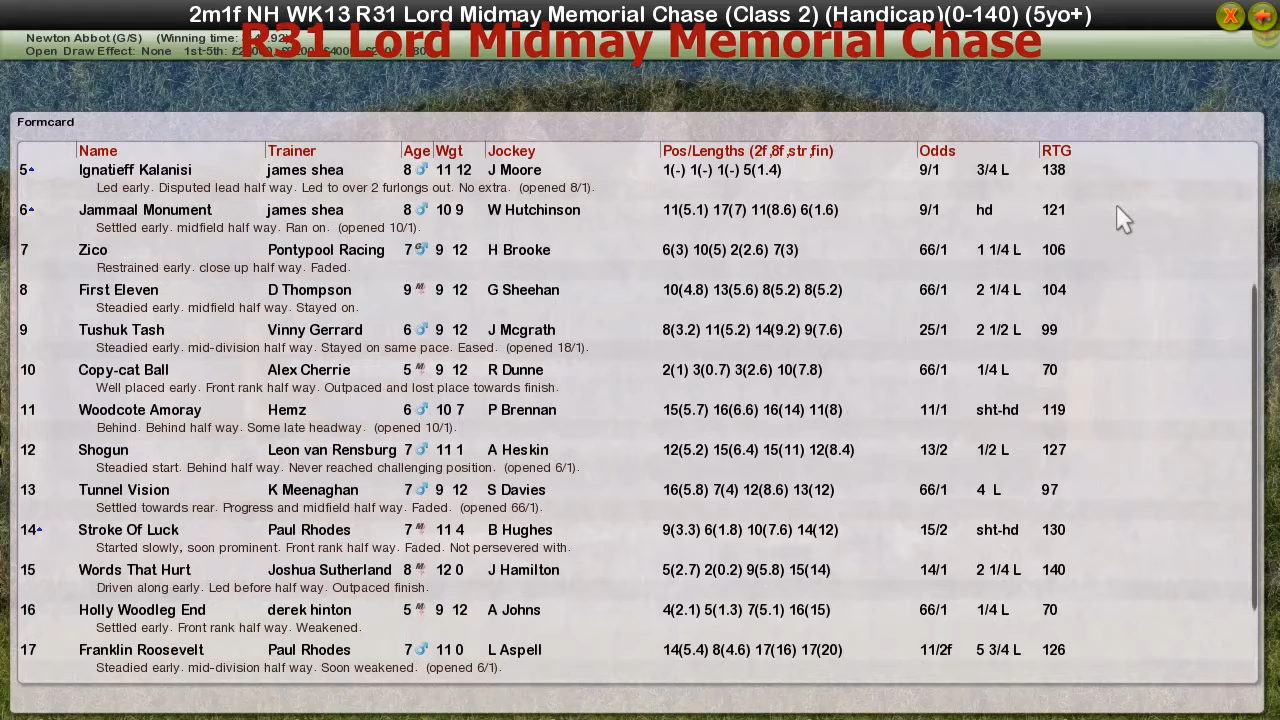 2m1f NH WK13 R31 Lord Midmay Memorial Chase (Class 2) (Handicap)(0-140) (5yo+)
R31 Lord Midmay Memorial Chase
Newton Abbot (G/S) (Winning time:
Open Draw Effect: None 1st-5th:
Formcard
Name Trainer Age Wgt Jockey Pos/Lengths (2f,8f,str,fin) Odds RTG
5 Ignatieff Kalanisi james shea 8 11 12 J Moore 1(-) 1(-) 1(-) 5(1.4) 9/1 3/4 L 138
Led early. Disputed lead half way. Led to over 2 furlongs out. No extra. (opened 8/1).
6 Jammaal Monument james shea 8 10 9 W Hutchinson 11(5.1) 17(7) 11(8.6) 6(1.6) 9/1 hd 121
Settled early. midfield half way. Ran on. (opened 10/1).
7 Zico Pontypool Racing 7 9 12 H Brooke 6(3) 10(5) 2(2.6) 7(3) 66/1 1 1/4 L 106
Restrained early. close up half way. Faded.
8 First Eleven D Thompson 9 9 12 G Sheehan 10(4.8) 13(5.6) 8(5.2) 8(5.2) 66/1 2 1/4 L 104
Steadied early. midfield half way. Stayed on.
9 Tushuk Tash Vinny Gerrard 6 9 12 J Mcgrath 8(3.2) 11(5.2) 14(9.2) 9(7.6) 25/1 2 1/2 L 99
Steadied early. mid-division half way. Stayed on same pace. Eased. (opened 18/1).
10 Copy-cat Ball Alex Cherrie 5 9 12 R Dunne 2(1) 3(0.7) 3(2.6) 10(7.8) 66/1 1/4 L 70
Well placed early. Front rank half way. Outpaced and lost place towards finish.
11 Woodcote Amoray Hemz 6 10 7 P Brennan 15(5.7) 16(6.6) 16(14) 11(8) 11/1 sht-hd 119
Behind. Behind half way. Some late headway. (opened 10/1).
12 Shogun Leon van Rensburg 7 11 1 A Heskin 12(5.2) 15(6.4) 15(11) 12(8.4) 13/2 1/2 L 127
Steadied start. Behind half way. Never reached challenging position. (opened 6/1).
13 Tunnel Vision K Meenaghan 7 9 12 S Davies 16(5.8) 7(4) 12(8.6) 13(12) 66/1 4 L 97
Settled towards rear. Progress and midfield half way. Faded. (opened 66/1).
14 Stroke Of Luck Paul Rhodes 7 11 4 B Hughes 9(3.3) 6(1.8) 10(7.6) 14(12) 15/2 sht-hd 130
Started slowly, soon prominent. Front rank half way. Faded. Not persevered with.
15 Words That Hurt Joshua Sutherland 8 12 0 J Hamilton 5(2.7) 2(0.2) 9(5.8) 15(14) 14/1 2 1/4 L 140
Driven along early. Led before half way. Outpaced finish.
16 Holly Woodleg End derek hinton 5 9 12 A Johns 4(2.1) 5(1.3) 7(5.1) 16(15) 66/1 1/4 L 70
Settled early. Front rank half way. Weakened.
17 Franklin Roosevelt Paul Rhodes 7 11 0 L Aspell 14(5.4) 8(4.6) 17(16) 17(20) 11/2f 5 3/4 L 126
Steadied early. mid-division half way. Soon weakened. (opened 6/1).